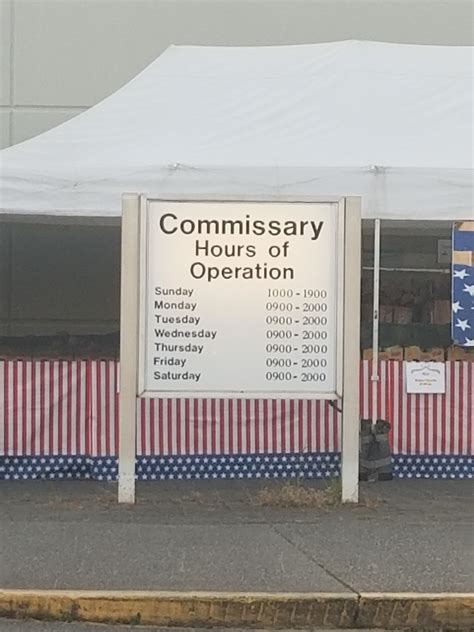 Commissary
Hours of
Operation
Sunday 1000-1900
Monday 0900-2000
Tuesday 0900-2000
Wednesday 0900-2000
Thursday 0900-2000
Friday 0900-2000
Saturday 0900-2000